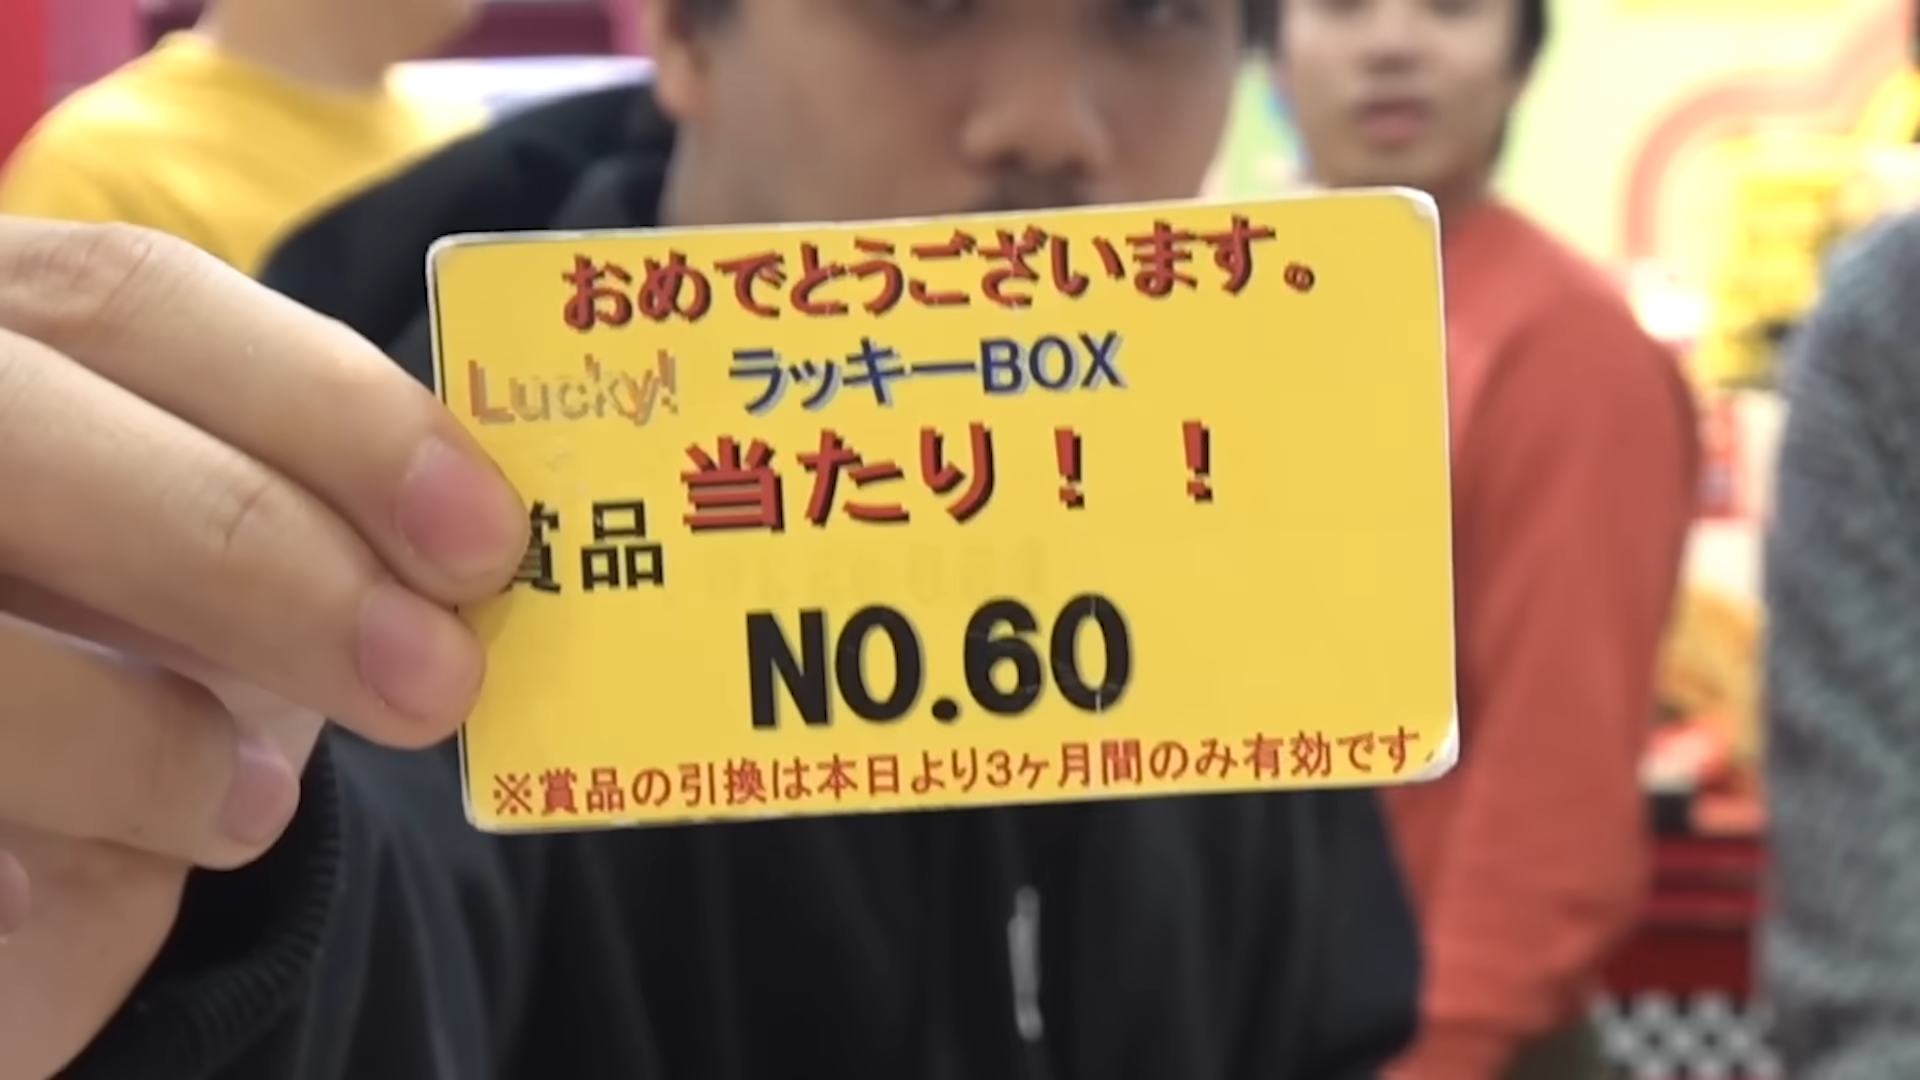 おめでとうございます。
Lucky! ラッキーBOX
当たり！！
賞品
NO.60
※賞品の引換は本日より3ヶ月間のみ有効です。